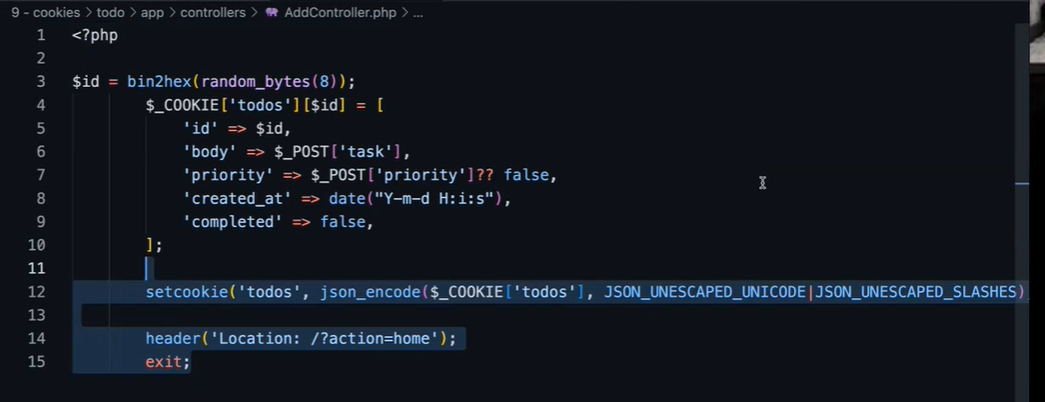 9 - cookies > todo > app > controllers > AddController.php > ...
1 <?php
2
3 $id = bin2hex(random_bytes(8));
4 $_COOKIE['todos'][$id] = [
5 'id' => $id,
6 'body' => $_POST['task'],
7 'priority' => $_POST['priority']?? false,
8 'created_at' => date("Y-m-d H:i:s"),
9 'completed' => false,
10 ];
11
12 setcookie('todos', json_encode($_COOKIE['todos'], JSON_UNESCAPED_UNICODE|JSON_UNESCAPED_SLASHES)
13
14 header('Location: /?action=home');
15 exit;